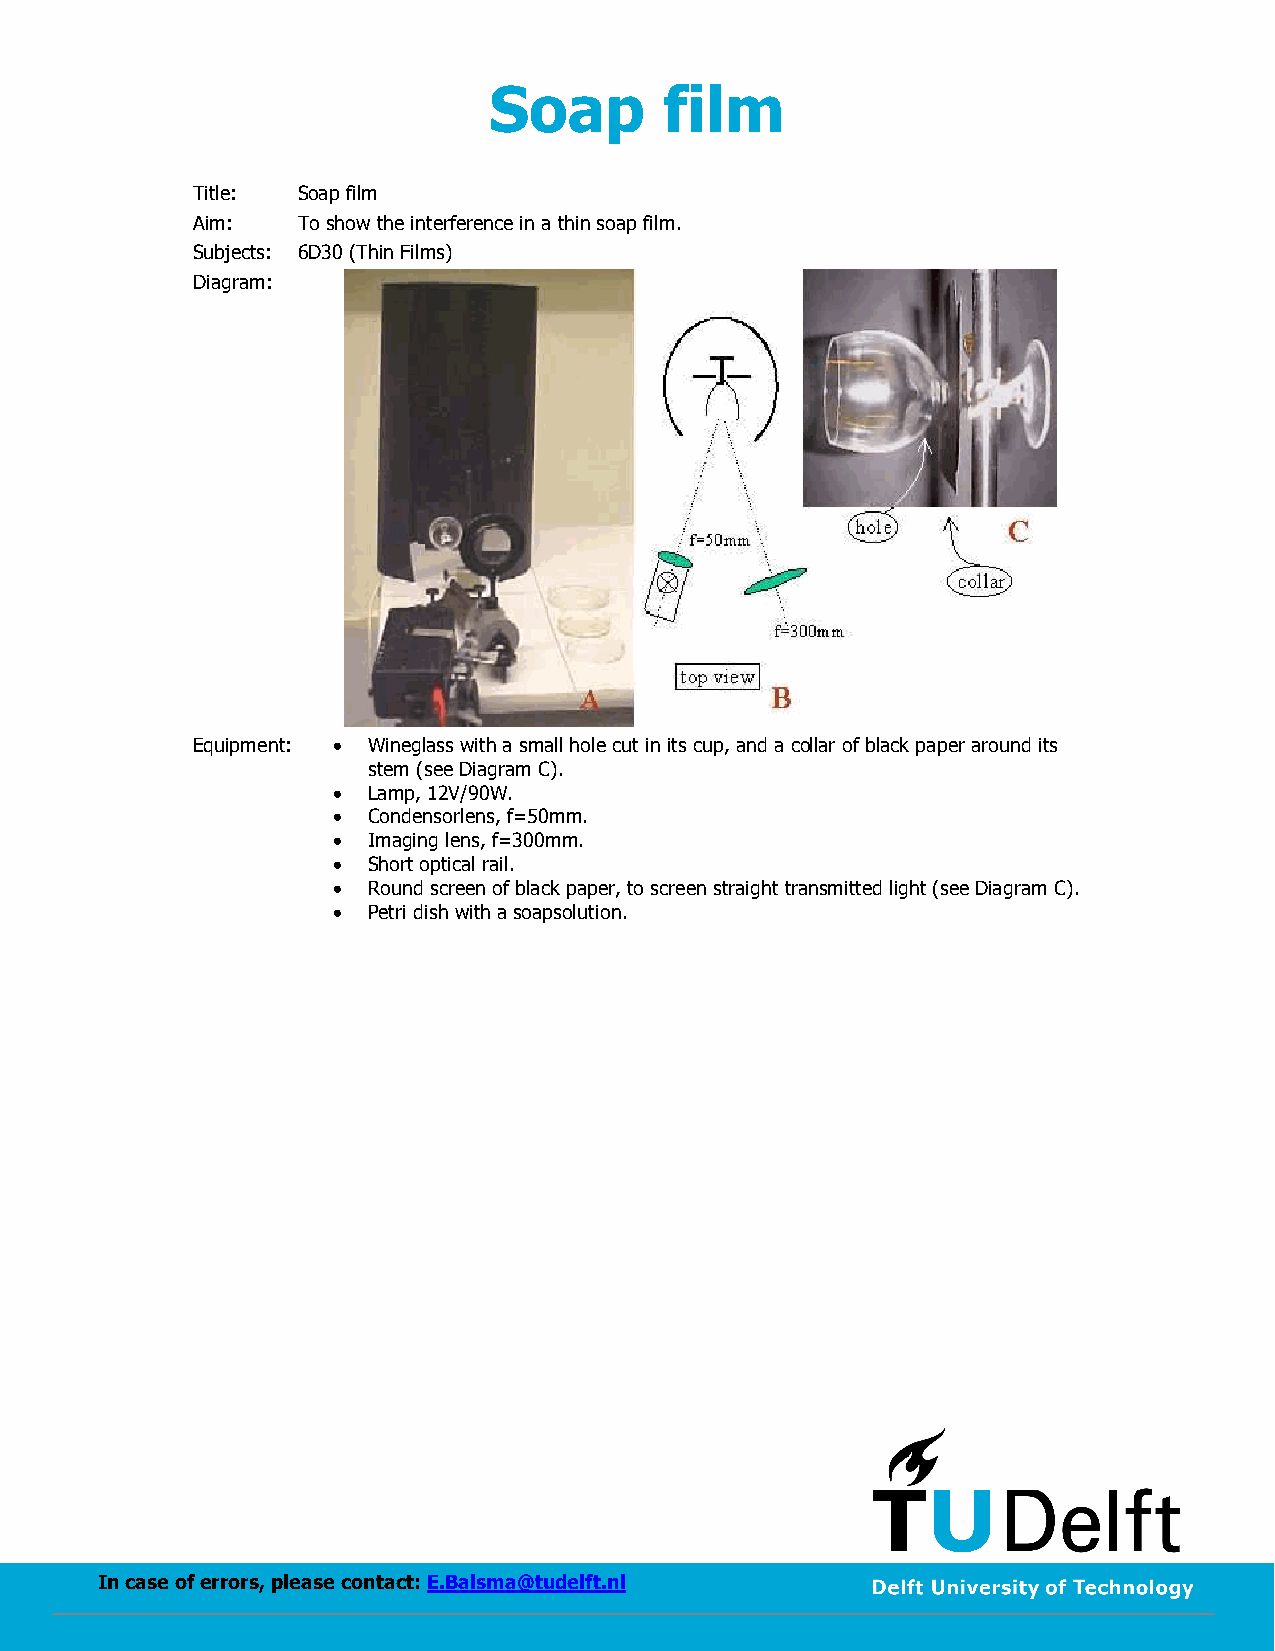 Soap film
Title: Soap film
Aim: To show the interference in a thin soap film.
Subjects: 6D30 (Thin Films)
Diagram:
f=50mm
f=300mm
top view
A
B
hole
C
collar
Equipment: • Wineglass with a small hole cut in its cup, and a collar of black paper around its
stem (see Diagram C).
• Lamp, 12V/90W.
• Condensorlens, f=50mm.
• Imaging lens, f=300mm.
• Short optical rail.
• Round screen of black paper, to screen straight transmitted light (see Diagram C).
• Petri dish with a soapsolution.
TUDelft
In case of errors, please contact: E.Balsma@tudelft.nl
Delft University of Technology